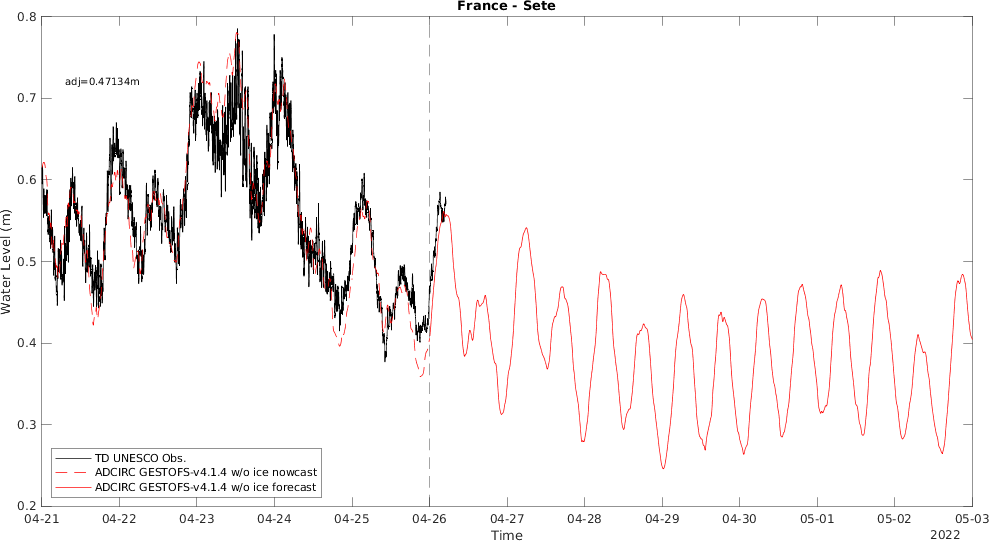 France - Sete
0.8
adj=0.47134m
0.7
0.6
0.5
0.4
0.3
0.2
Water Level (m)
TD UNESCO Obs.
ADCIRC GESTOFS-v4.1.4 w/o ice nowcast
ADCIRC GESTOFS-v4.1.4 w/o ice forecast
04-21 04-22 04-23 04-24 04-25 04-26 04-27 04-28 04-29 04-30 05-01 05-02 05-03
Time
2022